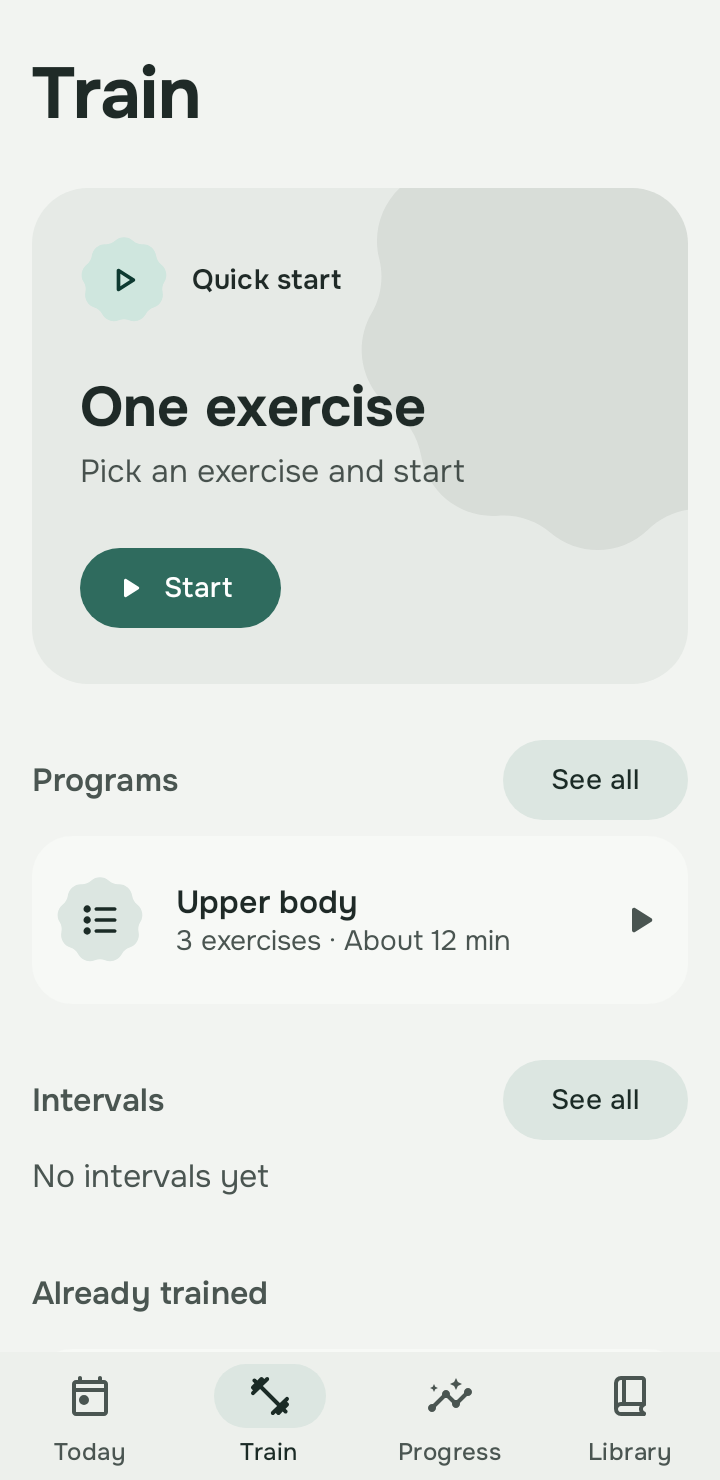 Train
Quick start
One exercise
Pick an exercise and start
Start
Programs
See all
Upper body
3 exercises · About 12 min
Intervals
See all
No intervals yet
Already trained
Today
Train
Progress
Library